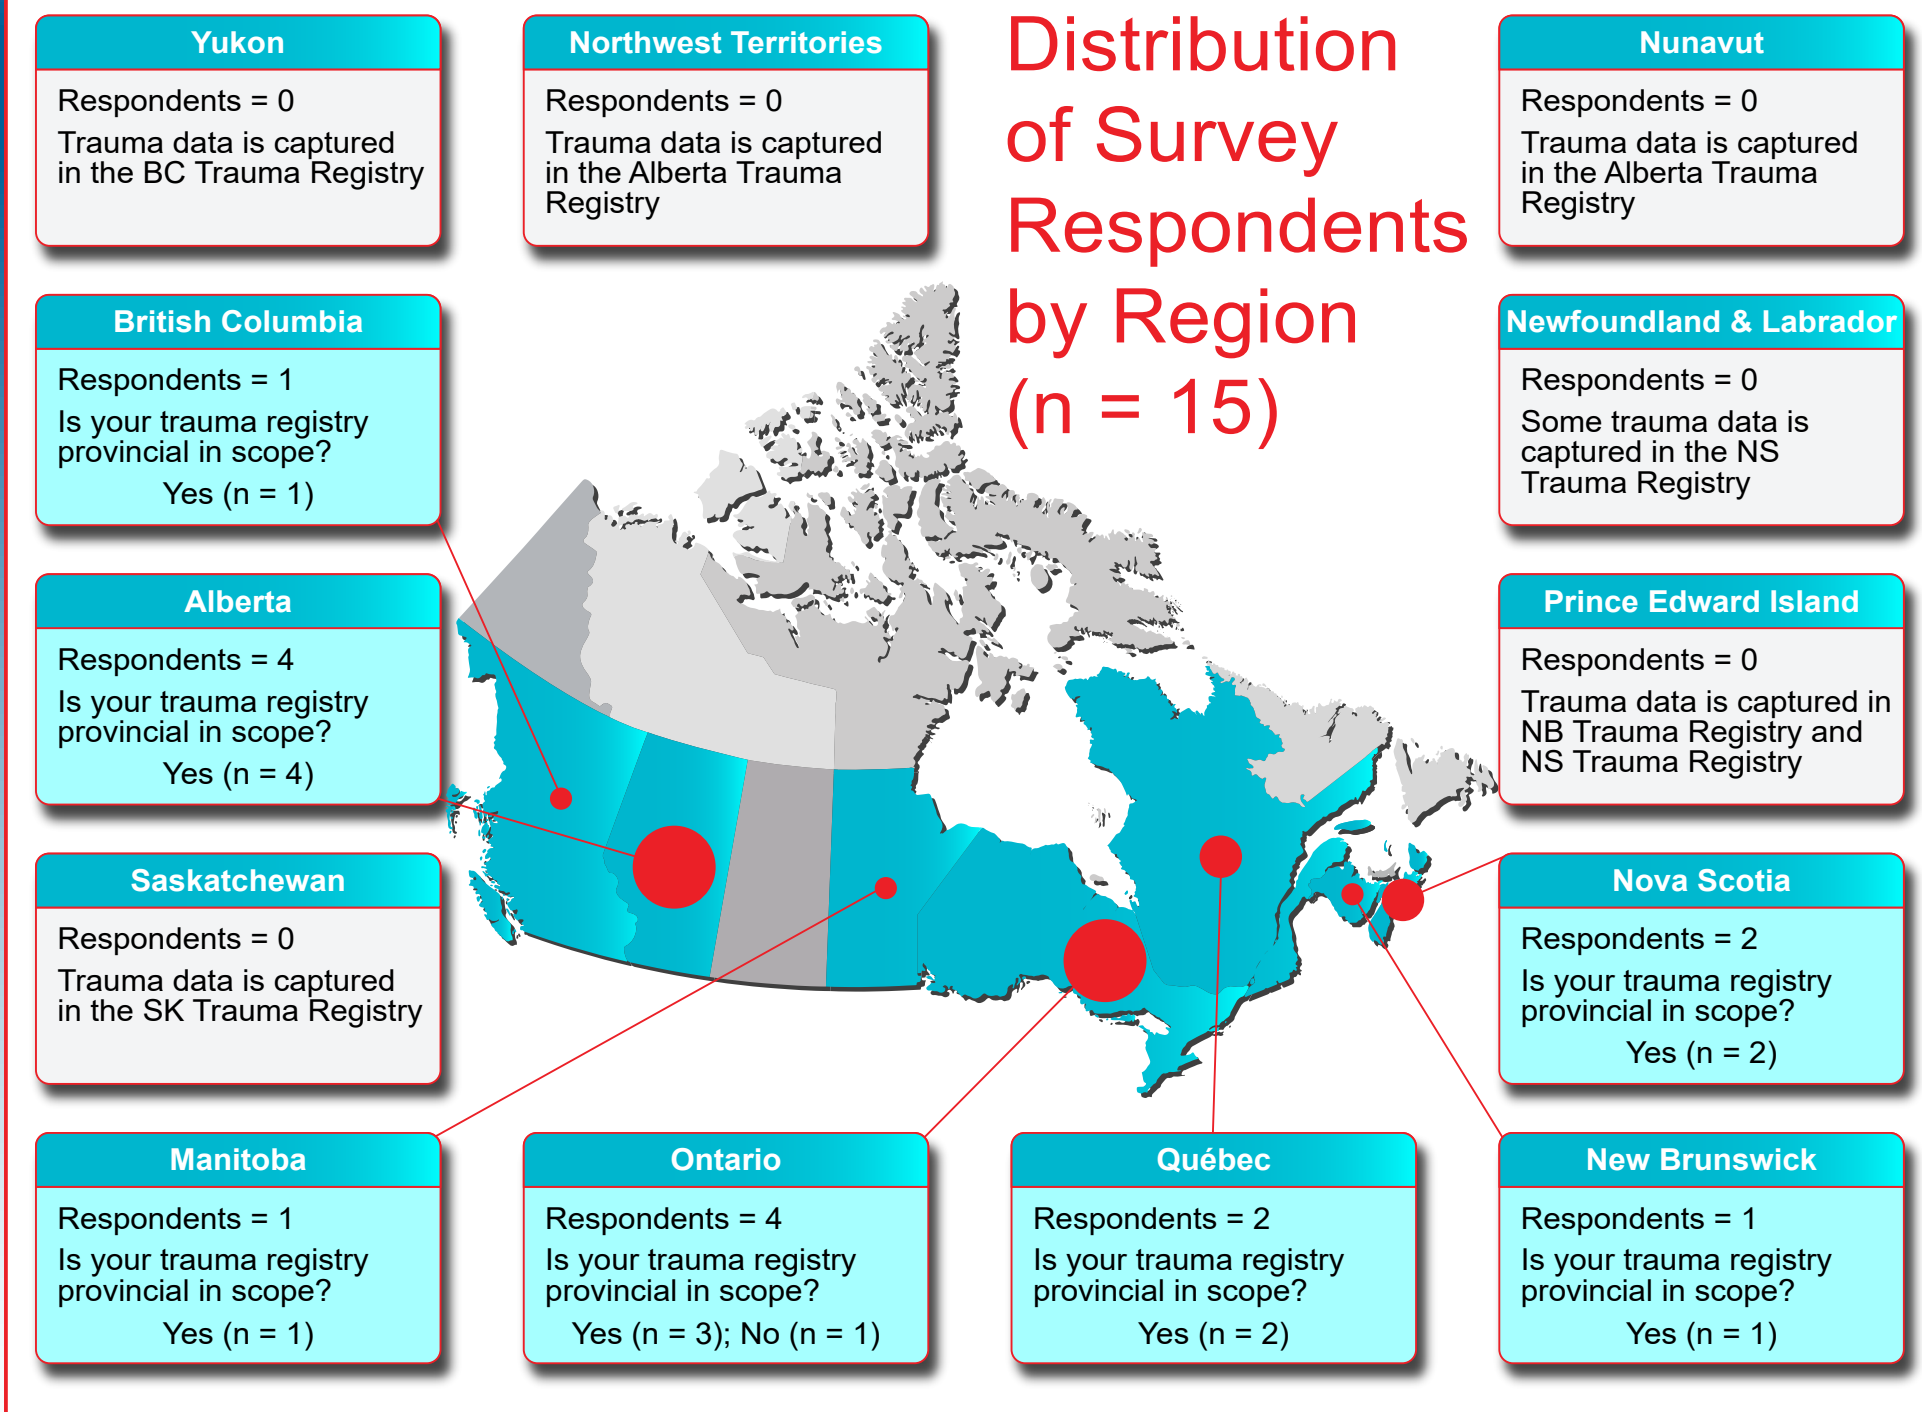 Distribution
of Survey
Respondents
by Region
(n = 15)
Yukon
Respondents = 0
Trauma data is captured
in the BC Trauma Registry
Northwest Territories
Respondents = 0
Trauma data is captured
in the Alberta Trauma
Registry
Nunavut
Respondents = 0
Trauma data is captured
in the Alberta Trauma
Registry
British Columbia
Respondents = 1
Is your trauma registry
provincial in scope?
Yes (n = 1)
Newfoundland & Labrador
Respondents = 0
Some trauma data is
captured in the NS
Trauma Registry
Alberta
Respondents = 4
Is your trauma registry
provincial in scope?
Yes (n = 4)
Prince Edward Island
Respondents = 0
Trauma data is captured in
NB Trauma Registry and
NS Trauma Registry
Saskatchewan
Respondents = 0
Trauma data is captured
in the SK Trauma Registry
Nova Scotia
Respondents = 2
Is your trauma registry
provincial in scope?
Yes (n = 2)
Manitoba
Respondents = 1
Is your trauma registry
provincial in scope?
Yes (n = 1)
Ontario
Respondents = 4
Is your trauma registry
provincial in scope?
Yes (n = 3); No (n = 1)
Québec
Respondents = 2
Is your trauma registry
provincial in scope?
Yes (n = 2)
New Brunswick
Respondents = 1
Is your trauma registry
provincial in scope?
Yes (n = 1)